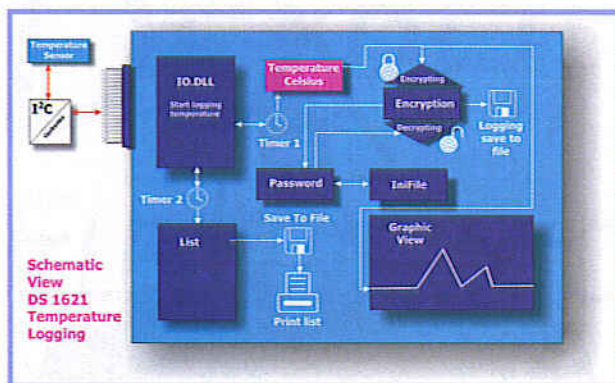 Temperature
Sensor
I²C
IO.DLL
Start logging
temperature
Temperature
Celsius
Timer 1
Encrypting
Encryption
Decrypting
Logging
save to
file
Password
IniFile
Timer 2
List
Save To File
Print list
Graphic
View
Schematic
View
DS 1621
Temperature
Logging